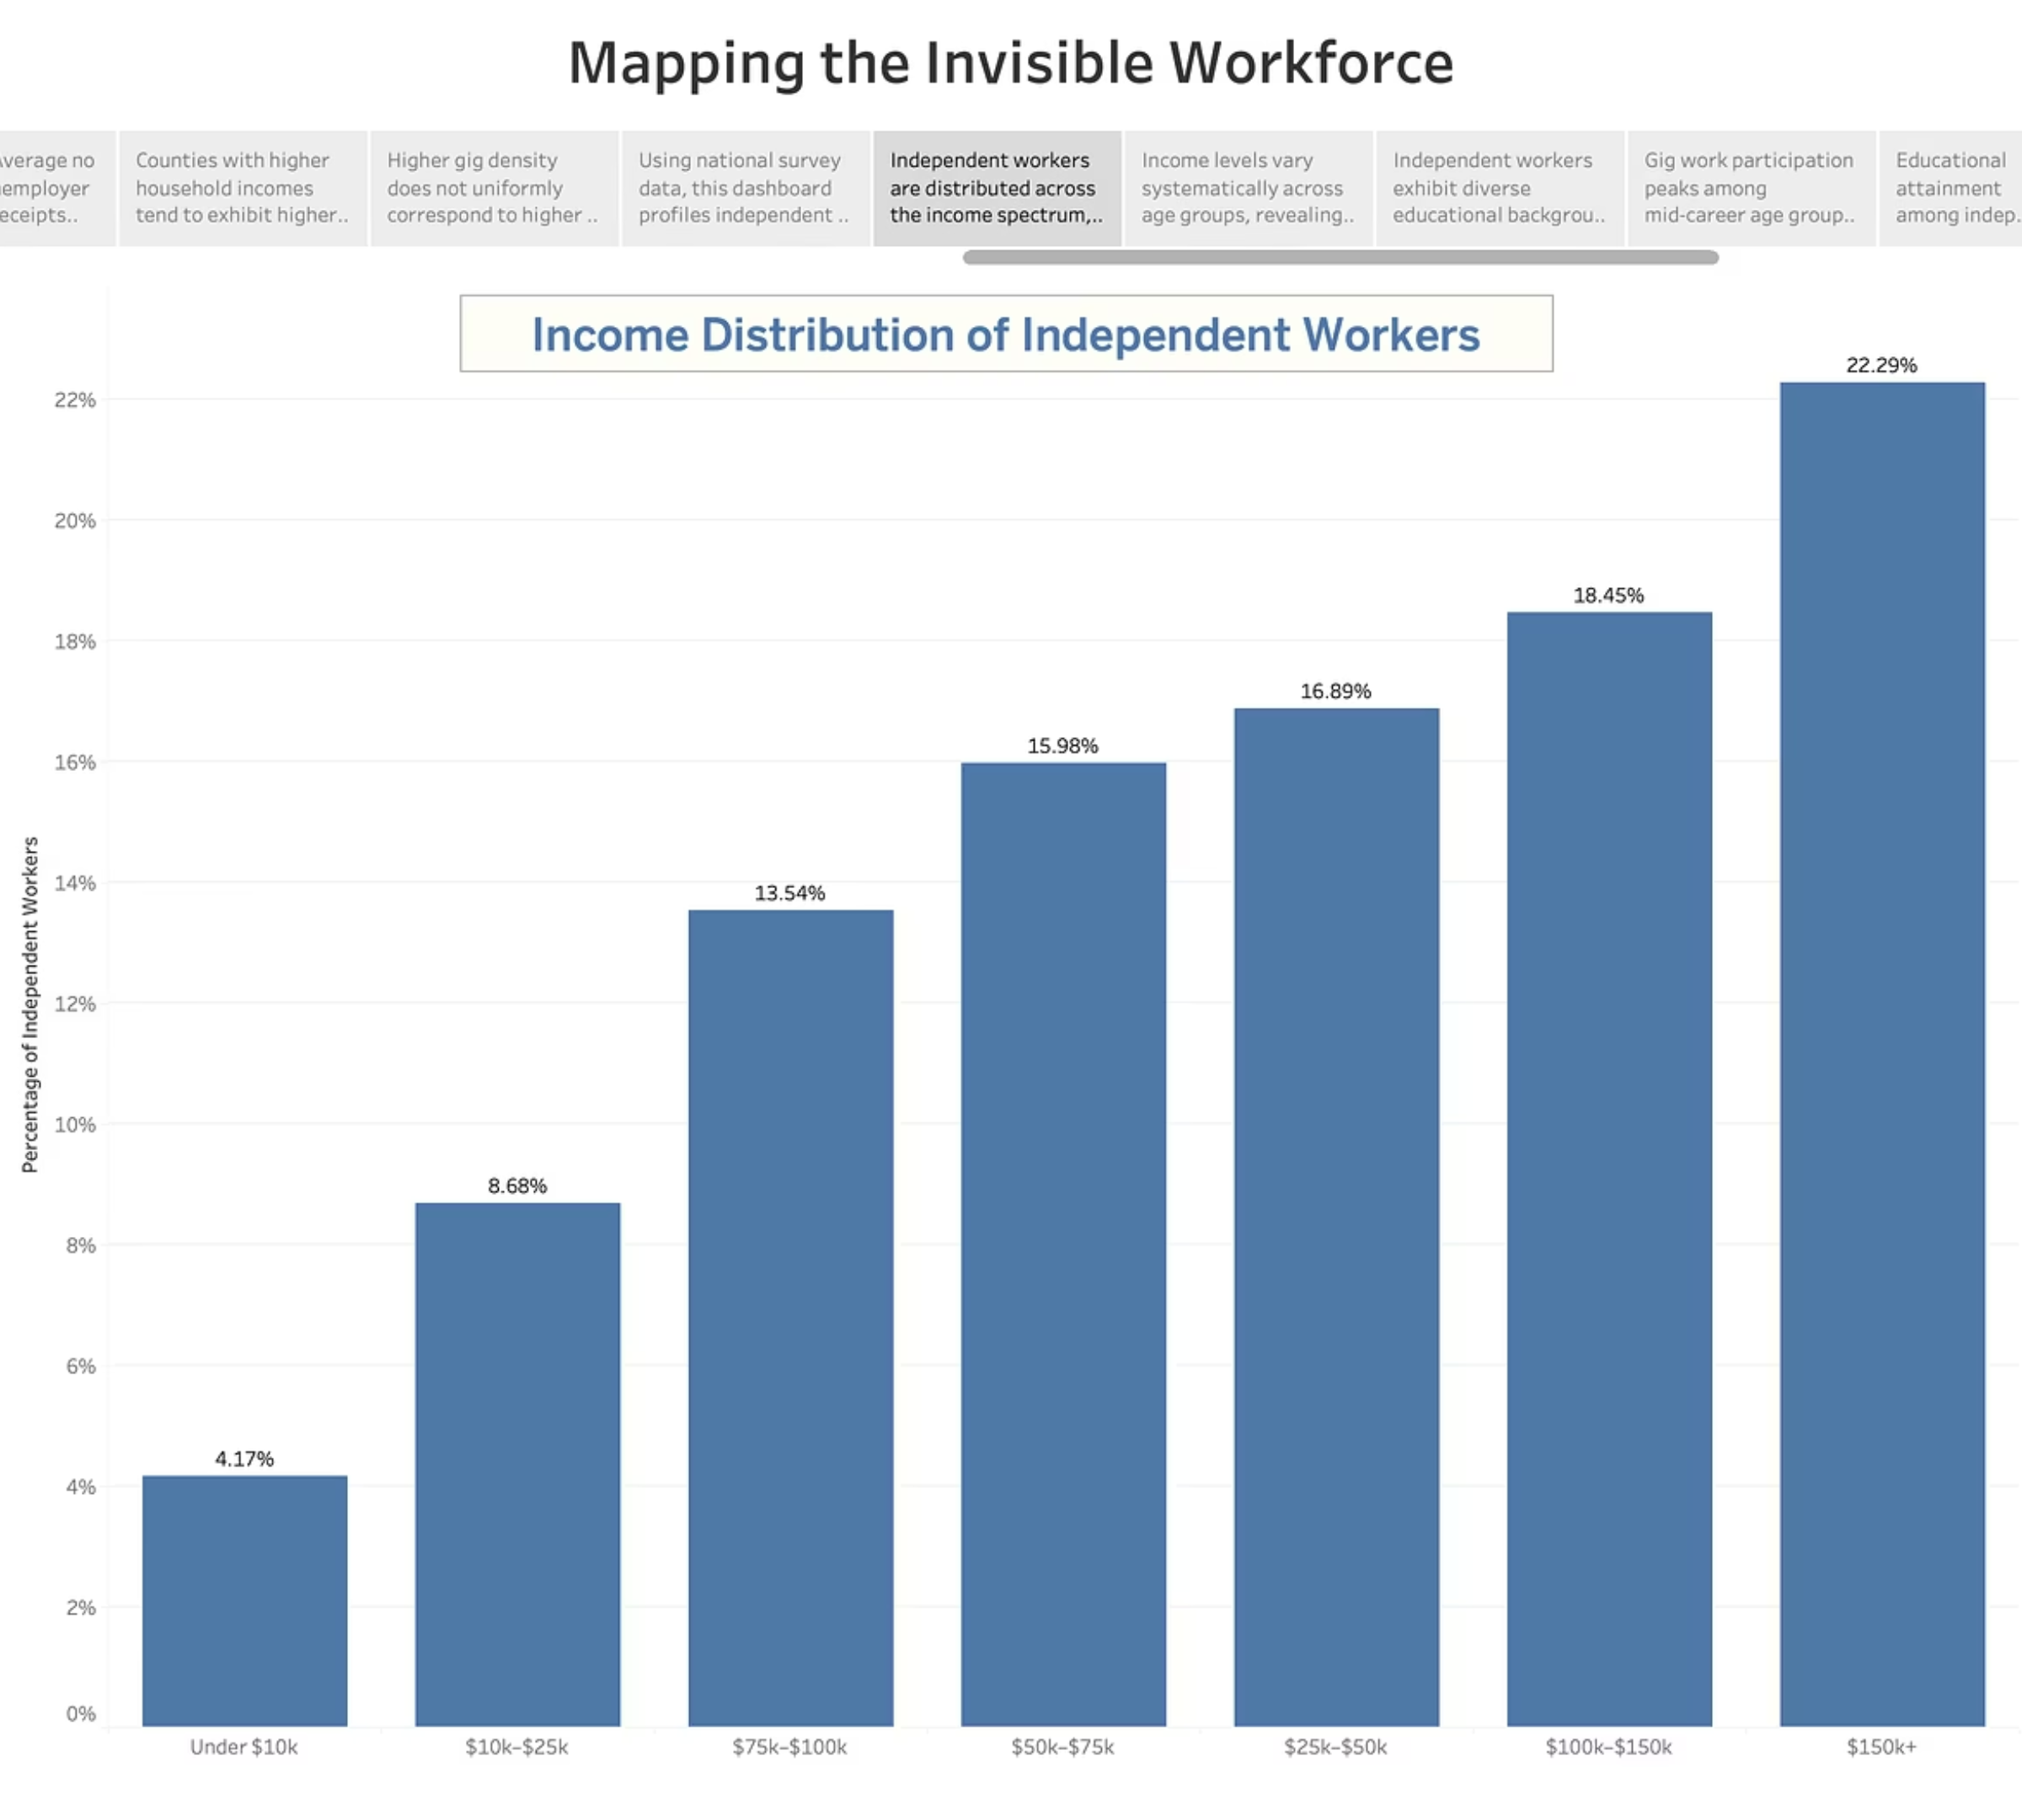 Mapping the Invisible Workforce
verage no
employer
eceipts..
Counties with higher
household incomes
tend to exhibit higher..
Higher gig density
does not uniformly
correspond to higher ..
Using national survey
data, this dashboard
profiles independent ..
Independent workers
are distributed across
the income spectrum,..
Income levels vary
systematically across
age groups, revealing..
Independent workers
exhibit diverse
educational backgrou..
Gig work participation
peaks among
mid-career age group..
Educational
attainment
among indep.
Income Distribution of Independent Workers
Percentage of Independent Workers
22%
20%
18%
16%
14%
12%
10%
8%
6%
4%
2%
0%
4.17%
8.68%
13.54%
15.98%
16.89%
18.45%
22.29%
Under $10k
$10k–$25k
$75k–$100k
$50k–$75k
$25k–$50k
$100k–$150k
$150k+